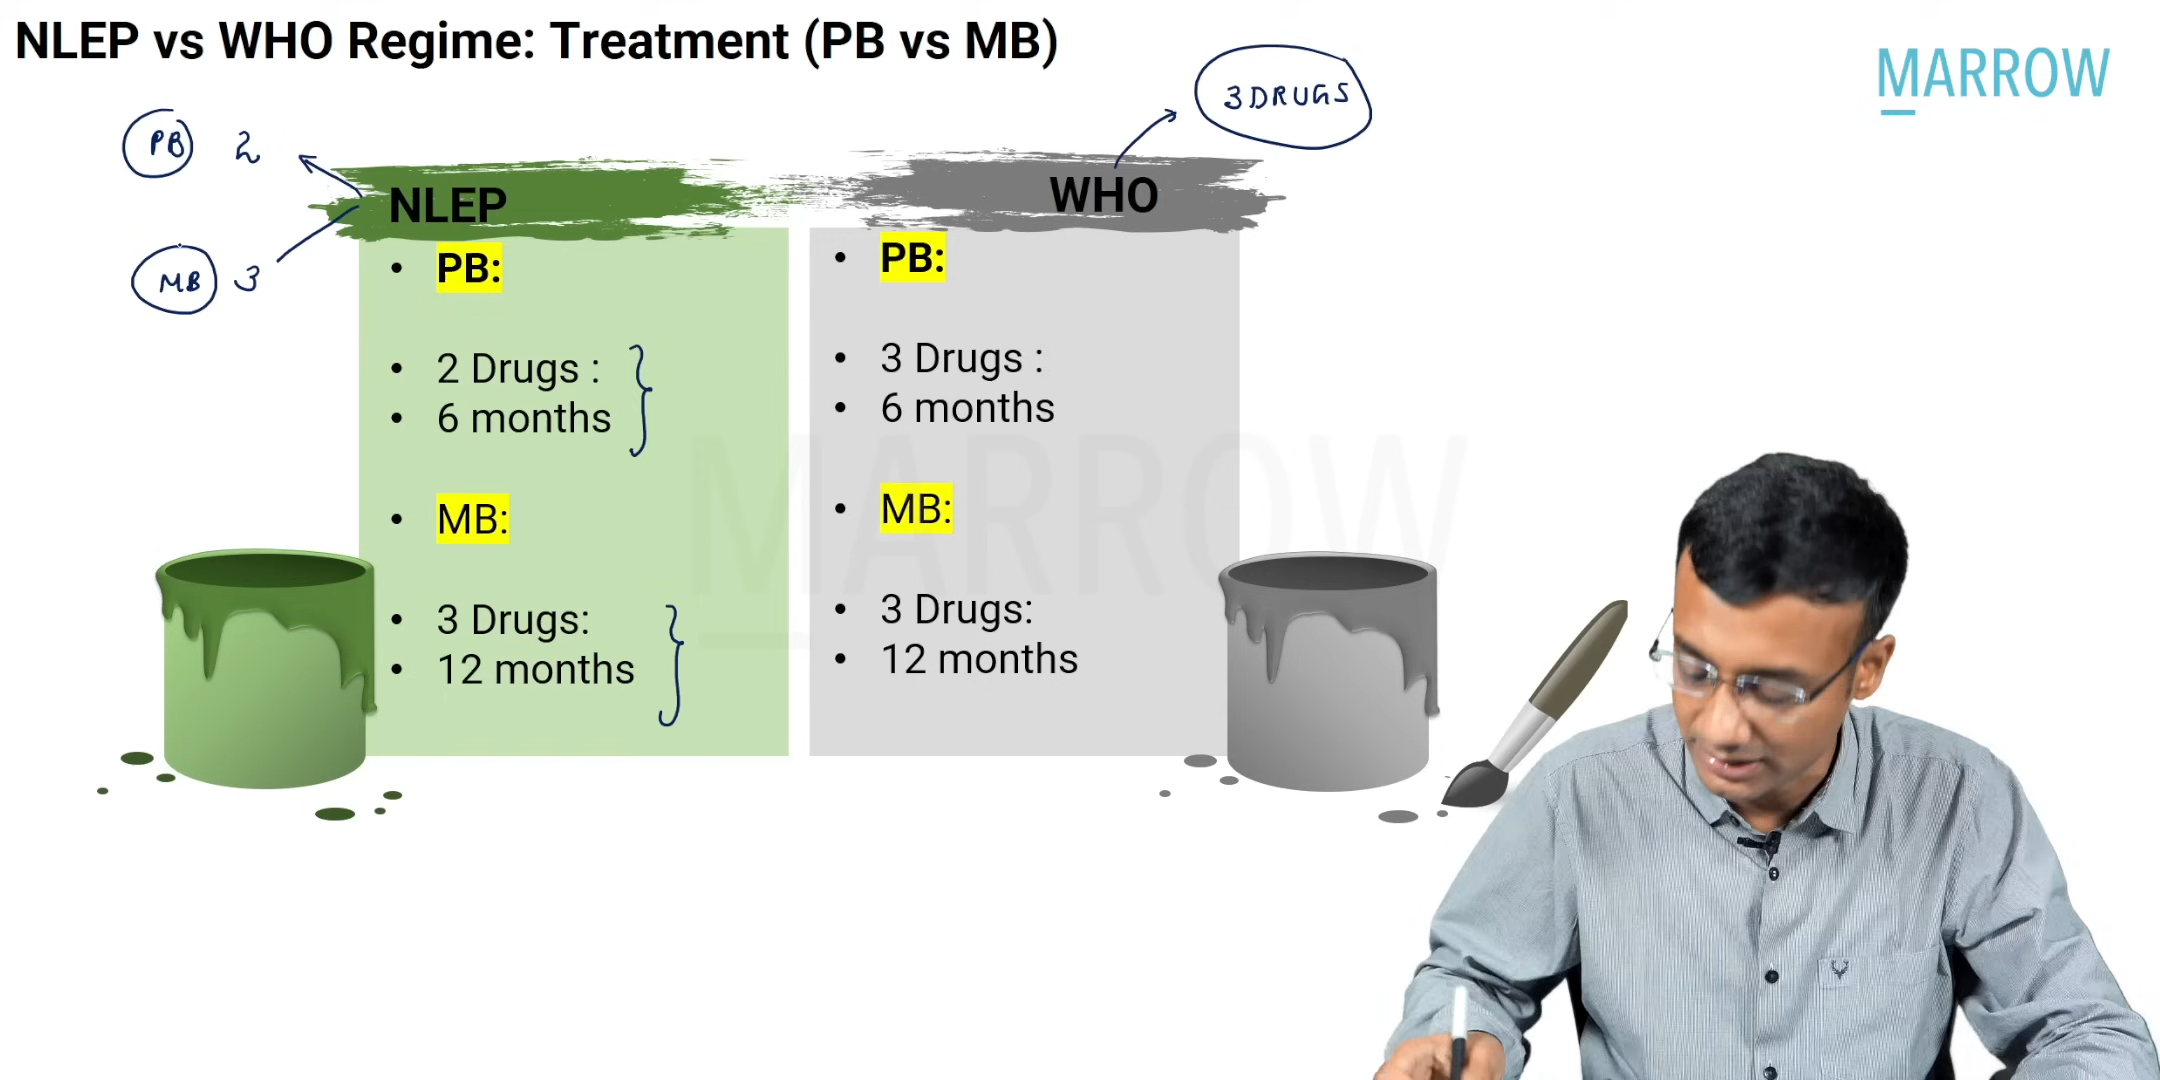 NLEP vs WHO Regime: Treatment (PB vs MB)
MARROW
3 DRUGS
PB 2
MB 3
NLEP
• PB:
• 2 Drugs :
• 6 months
• MB:
• 3 Drugs:
• 12 months
WHO
• PB:
• 3 Drugs :
• 6 months
• MB:
• 3 Drugs:
• 12 months
MARROW